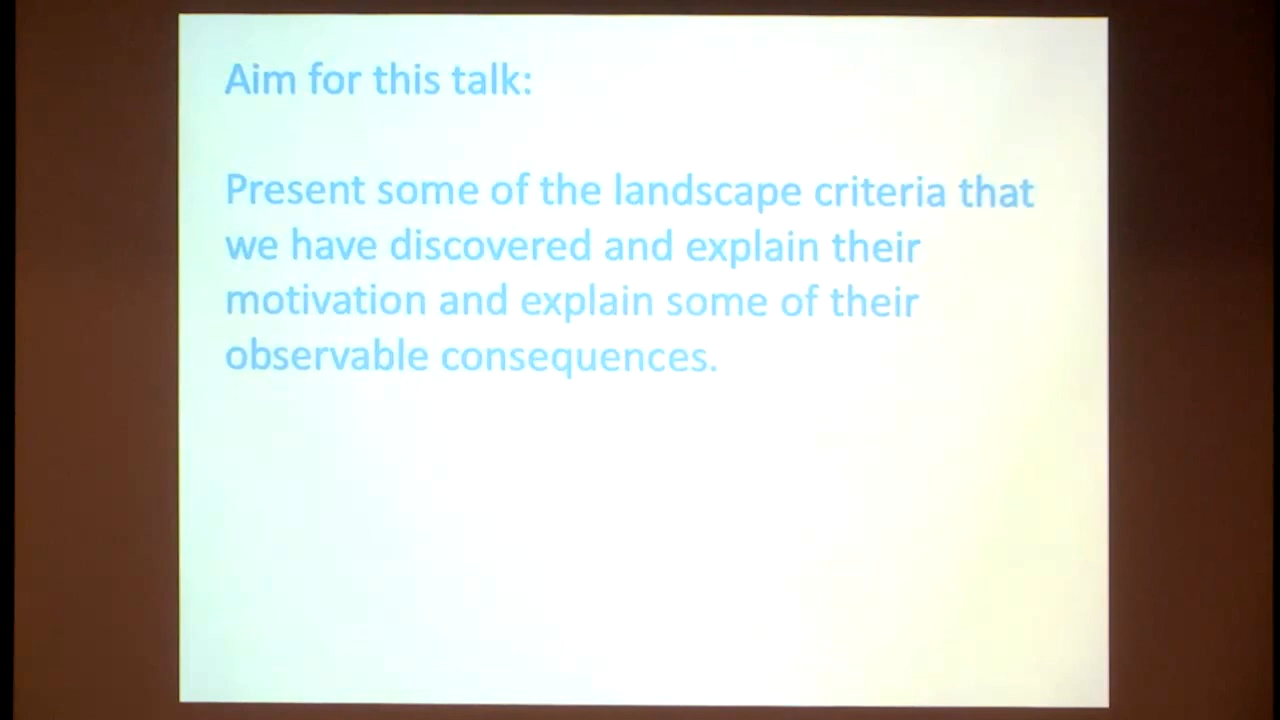 Aim for this talk:
Present some of the landscape criteria that
we have discovered and explain their
motivation and explain some of their
observable consequences.